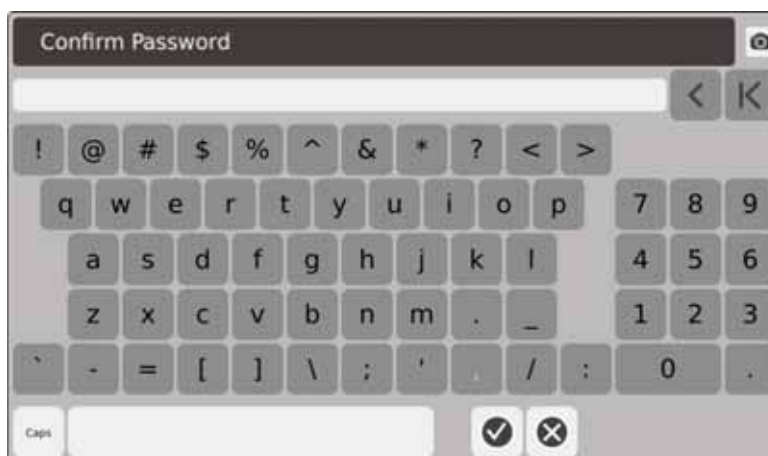 Confirm Password
! @ # $ % ^ & * ? < >
q w e r t y u i o p 7 8 9
a s d f g h j k l 4 5 6
z x c v b n m . _ 1 2 3
` - = [ ] \ ; ' , / : 0 .
Caps